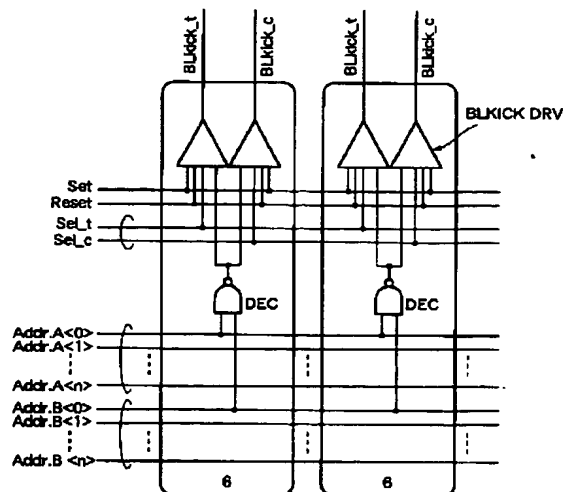 BLkick_t
BLkick_c
BLkick_t
BLkick_c
BLKICK DRV
Set
Reset
Sel_t
Sel_c
DEC
DEC
Addr.A<0>
Addr.A<1>
Addr.A<n>
Addr.B<0>
Addr.B<1>
Addr.B <n>
6
6